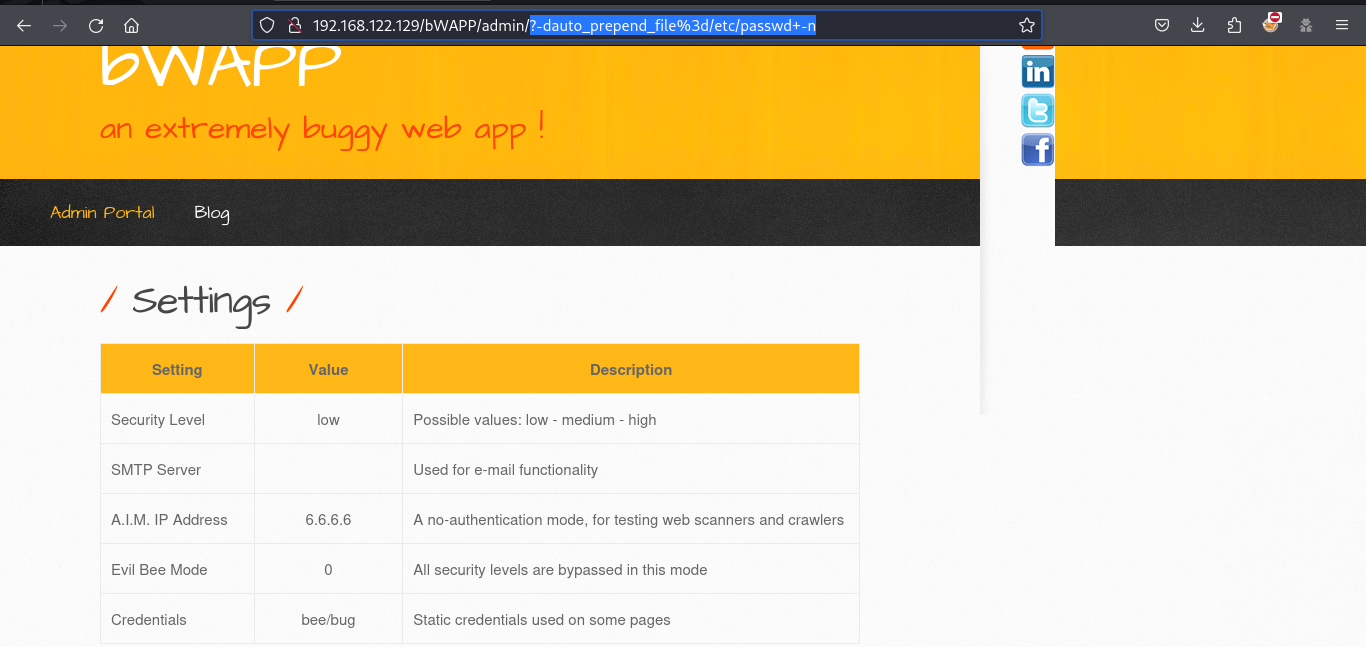 192.168.122.129/bWAPP/admin/?-dauto_prepend_file%3d/etc/passwd+-n
bWAPP
an extremely buggy web app !
in
t
f
Admin Portal Blog
/ Settings /
Setting Value Description
Security Level low Possible values: low - medium - high
SMTP Server Used for e-mail functionality
A.I.M. IP Address 6.6.6.6 A no-authentication mode, for testing web scanners and crawlers
Evil Bee Mode 0 All security levels are bypassed in this mode
Credentials bee/bug Static credentials used on some pages